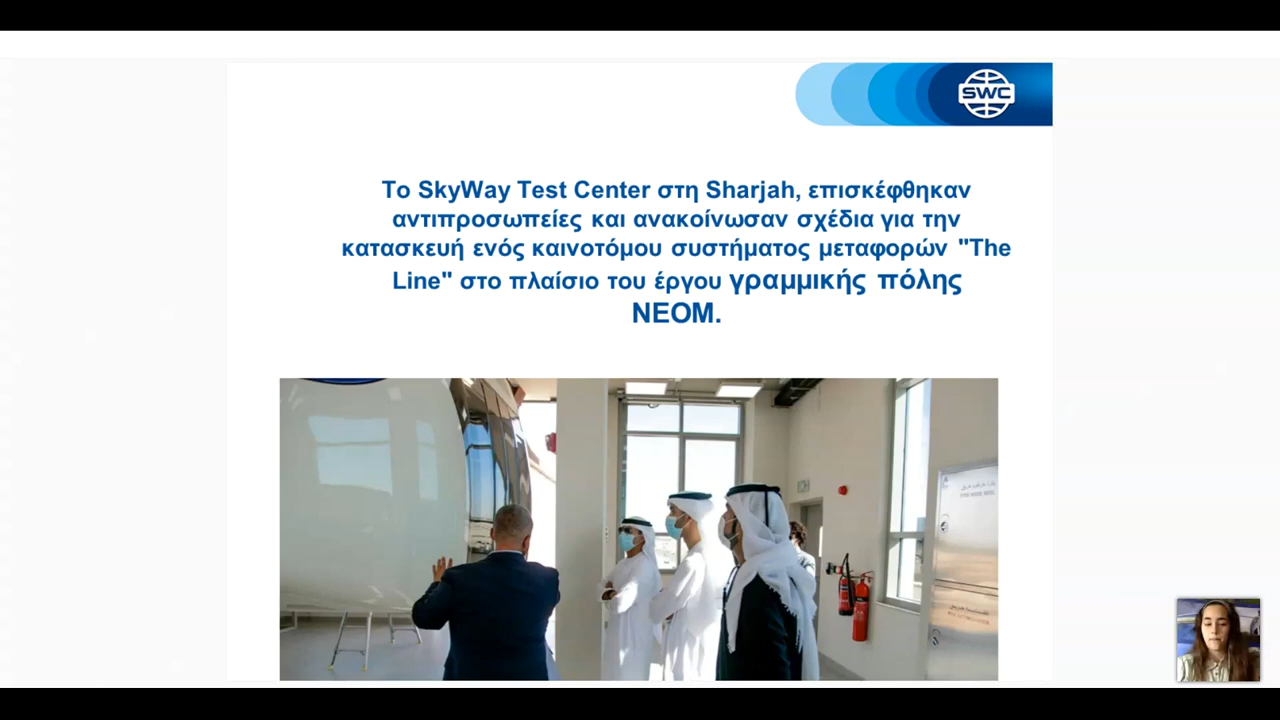 SWC
Το SkyWay Test Center στη Sharjah, επισκέφθηκαν
αντιπροσωπείες και ανακοίνωσαν σχέδια για την
κατασκευή ενός καινοτόμου συστήματος μεταφορών "The
Line" στο πλαίσιο του έργου γραμμικής πόλης
NEOM.